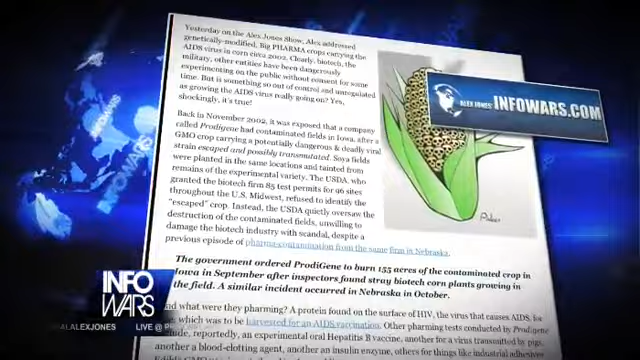 Yesterday on the Alex Jones Show, Alex addressed
genetically-modified, Big PHARMA crops carrying the
AIDS virus in corn circa 2002. Clearly, biotech, the
military, other entities have been dangerously
experimenting on the public without consent for some
time. But is something so out of control and unregulated
as growing the AIDS virus really going on? Yes,
shockingly, it's true!
Back in November 2002, it was exposed that a company
called Prodigene had contaminated fields in Iowa, after a
GMO crop carrying a potentially dangerous & deadly viral
strain escaped and possibly transmutated. Soya fields
were planted in the same locations and tainted from
remains of the experimental variety. The USDA, who
granted the biotech firm 85 test permits for 96 sites
throughout the U.S. Midwest, refused to identify the
"escaped" crop. Instead, the USDA quietly oversaw the
destruction of the contaminated fields, unwilling to
damage the biotech industry with scandal, despite a
previous episode of pharma-contamination from the same firm in Nebraska.
The government ordered ProdiGene to burn 155 acres of the contaminated crop in
Iowa in September after inspectors found stray biotech corn plants growing in
the field. A similar incident occurred in Nebraska in October.
And what were they pharming? A protein found on the surface of HIV, the virus that causes AIDS, for
which was to be harvested for an AIDS vaccination. Other pharming tests conducted by Prodigene
include, reportedly, an experimental oral Hepatitis B vaccine, another for a virus transmitted by pigs,
another a blood-clotting agent, another an insulin enzyme, others for things like industrial adhesive
ALEX JONES' INFOWARS.COM
INFO
WARS
ALALEXJONES
LIVE @
INFOWARS